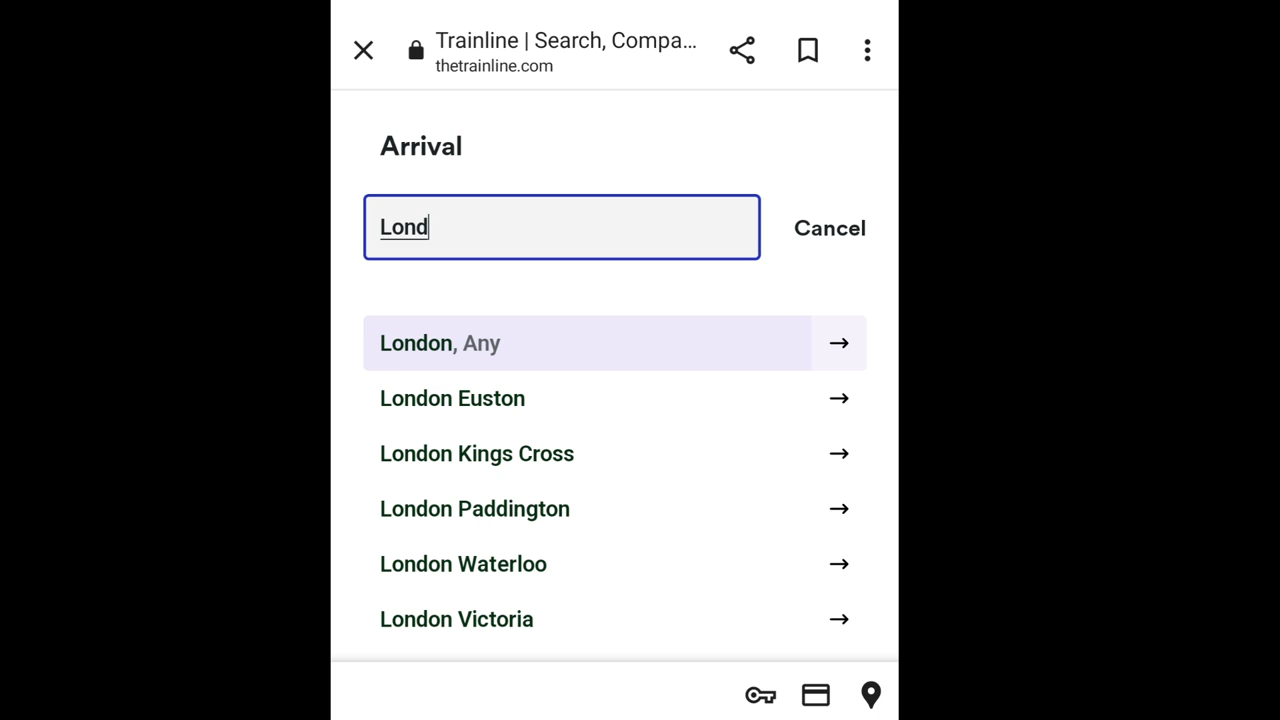 Trainline | Search, Compa...
thetrainline.com
Arrival
Lond
Cancel
London, Any
London Euston
London Kings Cross
London Paddington
London Waterloo
London Victoria